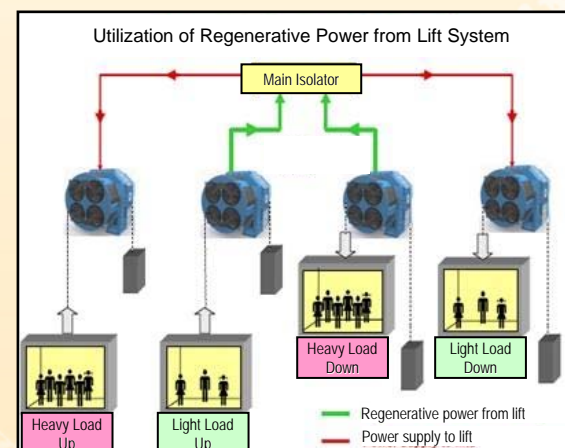 Utilization of Regenerative Power from Lift System
Main Isolator
Heavy Load
Up
Light Load
Up
Heavy Load
Down
Light Load
Down
Regenerative power from lift
Power supply to lift